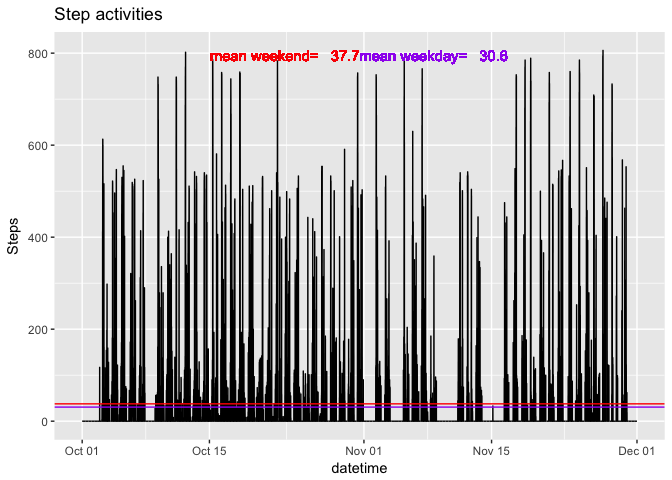 Step activities
mean weekend= 37.7 mean weekday= 30.6
800
600
400
200
0
Steps
Oct 01 Oct 15 Nov 01 Nov 15 Dec 01
datetime